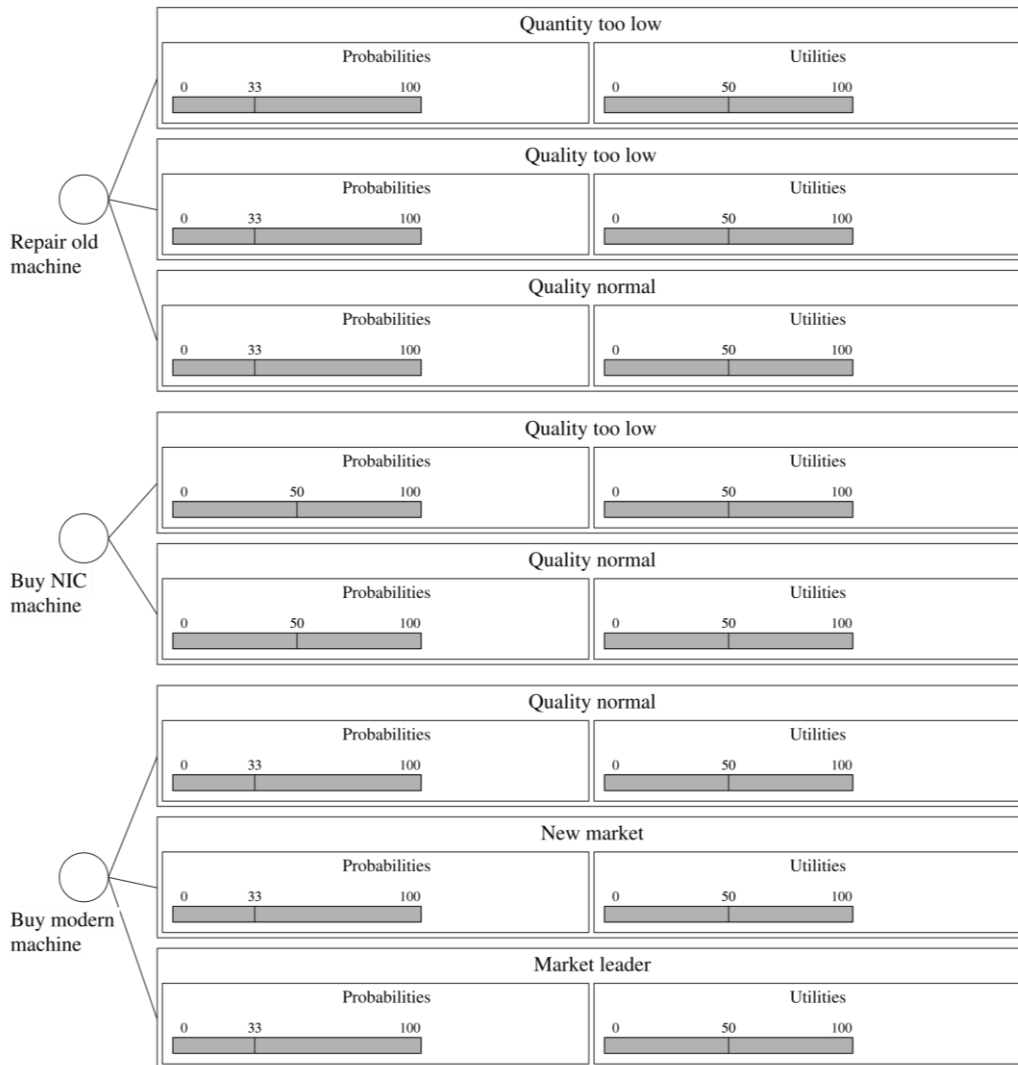 Quantity too low
Probabilities Utilities
0 33 100 0 50 100
Quality too low
Probabilities Utilities
0 33 100 0 50 100
Repair old
machine
Quality normal
Probabilities Utilities
0 33 100 0 50 100
Quality too low
Probabilities Utilities
0 50 100 0 50 100
Buy NIC
machine
Quality normal
Probabilities Utilities
0 50 100 0 50 100
Quality normal
Probabilities Utilities
0 33 100 0 50 100
New market
Probabilities Utilities
0 33 100 0 50 100
Buy modern
machine
Market leader
Probabilities Utilities
0 33 100 0 50 100